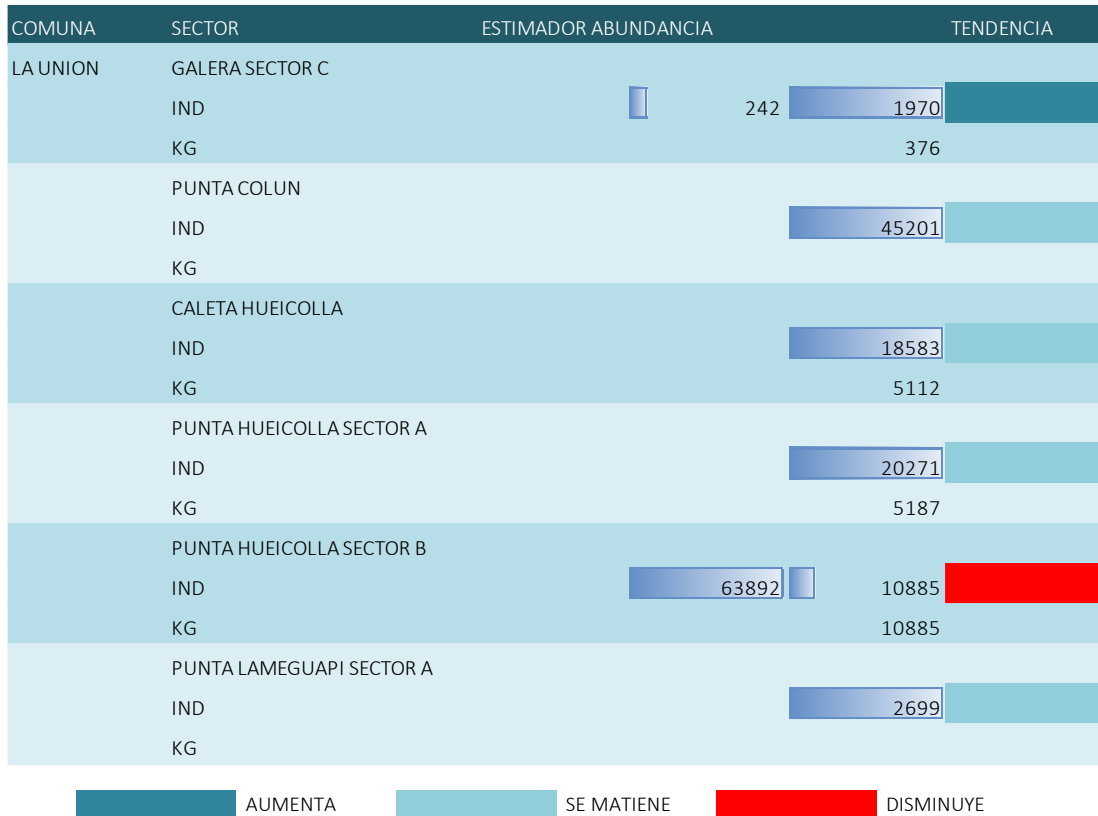 COMUNA SECTOR ESTIMADOR ABUNDANCIA TENDENCIA
LA UNION GALERA SECTOR C
IND 242 1970
KG 376
PUNTA COLUN
IND 45201
KG
CALETA HUEICOLLA
IND 18583
KG 5112
PUNTA HUEICOLLA SECTOR A
IND 20271
KG 5187
PUNTA HUEICOLLA SECTOR B
IND 63892 10885
KG 10885
PUNTA LAMEGUAPI SECTOR A
IND 2699
KG
AUMENTA SE MATIENE DISMINUYE